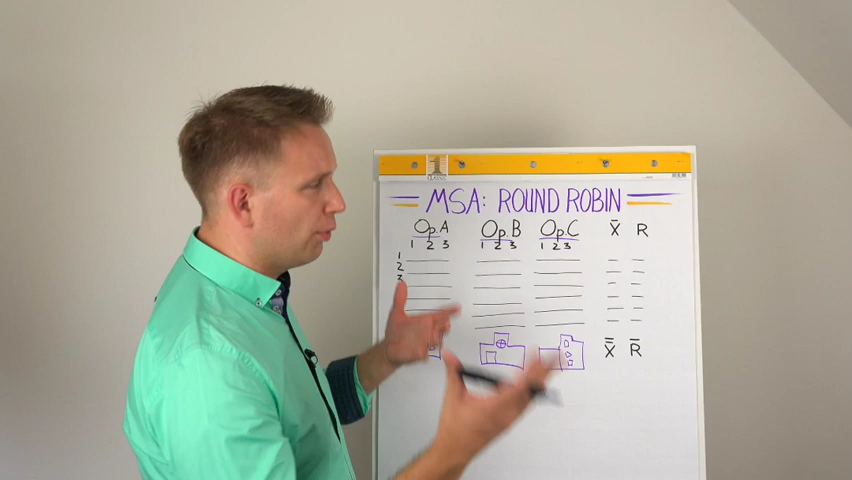 MSA: ROUND ROBIN
Op.A Op.B Op.C X̄ R
1 2 3 1 2 3 1 2 3
1
2
3
X̿ R̄